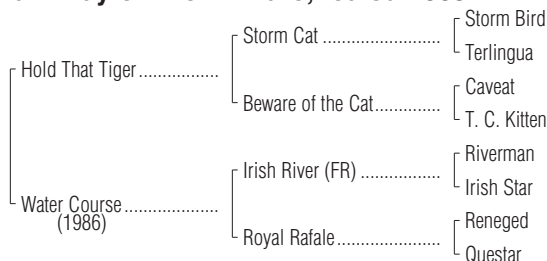 Storm Bird
Storm Cat........................
Terlingua
Hold That Tiger................
Caveat
Beware of the Cat.............
T. C. Kitten
Riverman
Irish River (FR) ................
Irish Star
Water Course...................
(1986)
Reneged
Royal Rafale....................
Questar